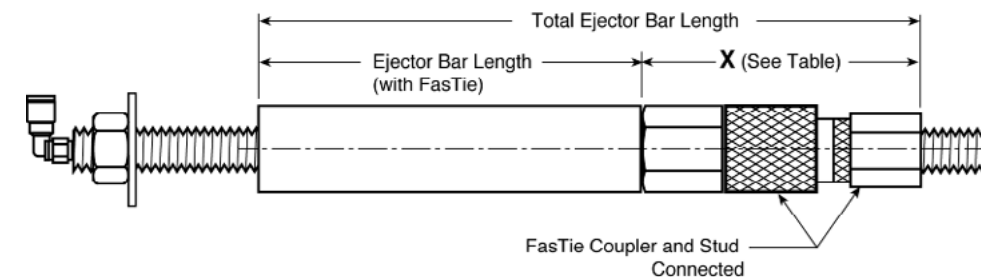 Total Ejector Bar Length
Ejector Bar Length
(with FasTie)
X (See Table)
FasTie Coupler and Stud
Connected